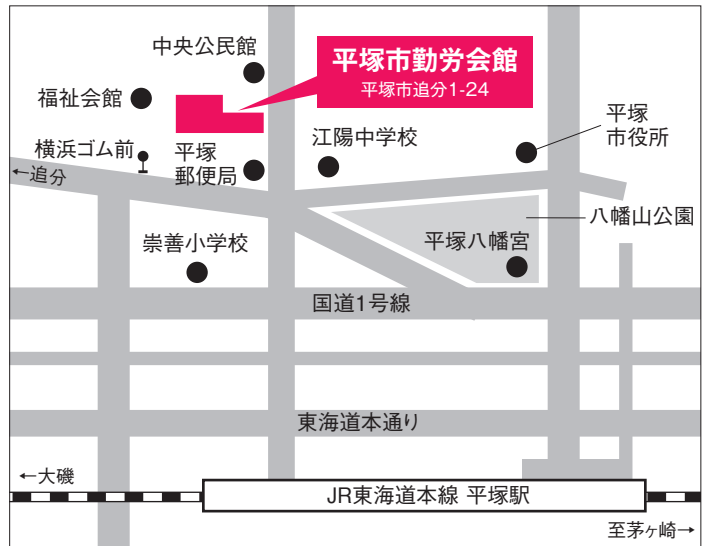 中央公民館
平塚市勤労会館
平塚市追分1-24
福祉会館
横浜ゴム前
平塚
郵便局
江陽中学校
平塚
市役所
←追分
八幡山公園
崇善小学校
平塚八幡宮
国道1号線
東海道本通り
←大磯
JR東海道本線 平塚駅
至茅ヶ崎→